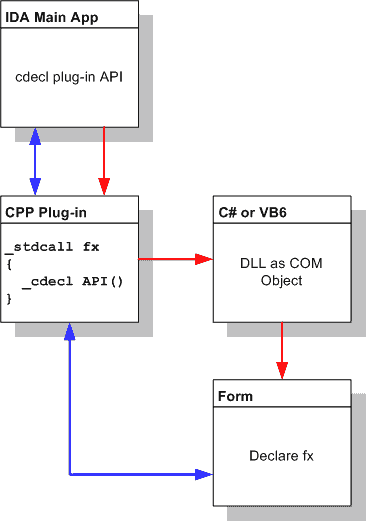 IDA Main App
cdecl plug-in API
CPP Plug-in
_stdcall fx
{
_cdecl API()
}
C# or VB6
DLL as COM
Object
Form
Declare fx